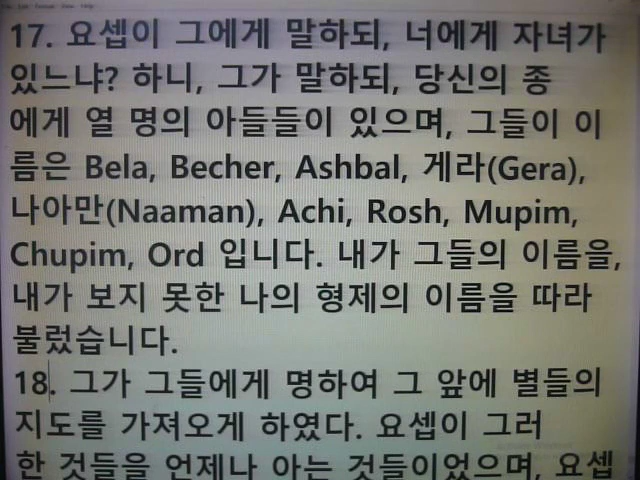 17. 요셉이 그에게 말하되, 너에게 자녀가
있느냐? 하니, 그가 말하되, 당신의 종
에게 열 명의 아들들이 있으며, 그들이 이
름은 Bela, Becher, Ashbal, 게라(Gera),
나아만(Naaman), Achi, Rosh, Mupim,
Chupim, Ord 입니다. 내가 그들의 이름을,
내가 보지 못한 나의 형제의 이름을 따라
불렀습니다.
18. 그가 그들에게 명하여 그 앞에 별들의
지도를 가져오게 하였다. 요셉이 그러
한 것들을 언제나 아는 것들이었으며, 요셉